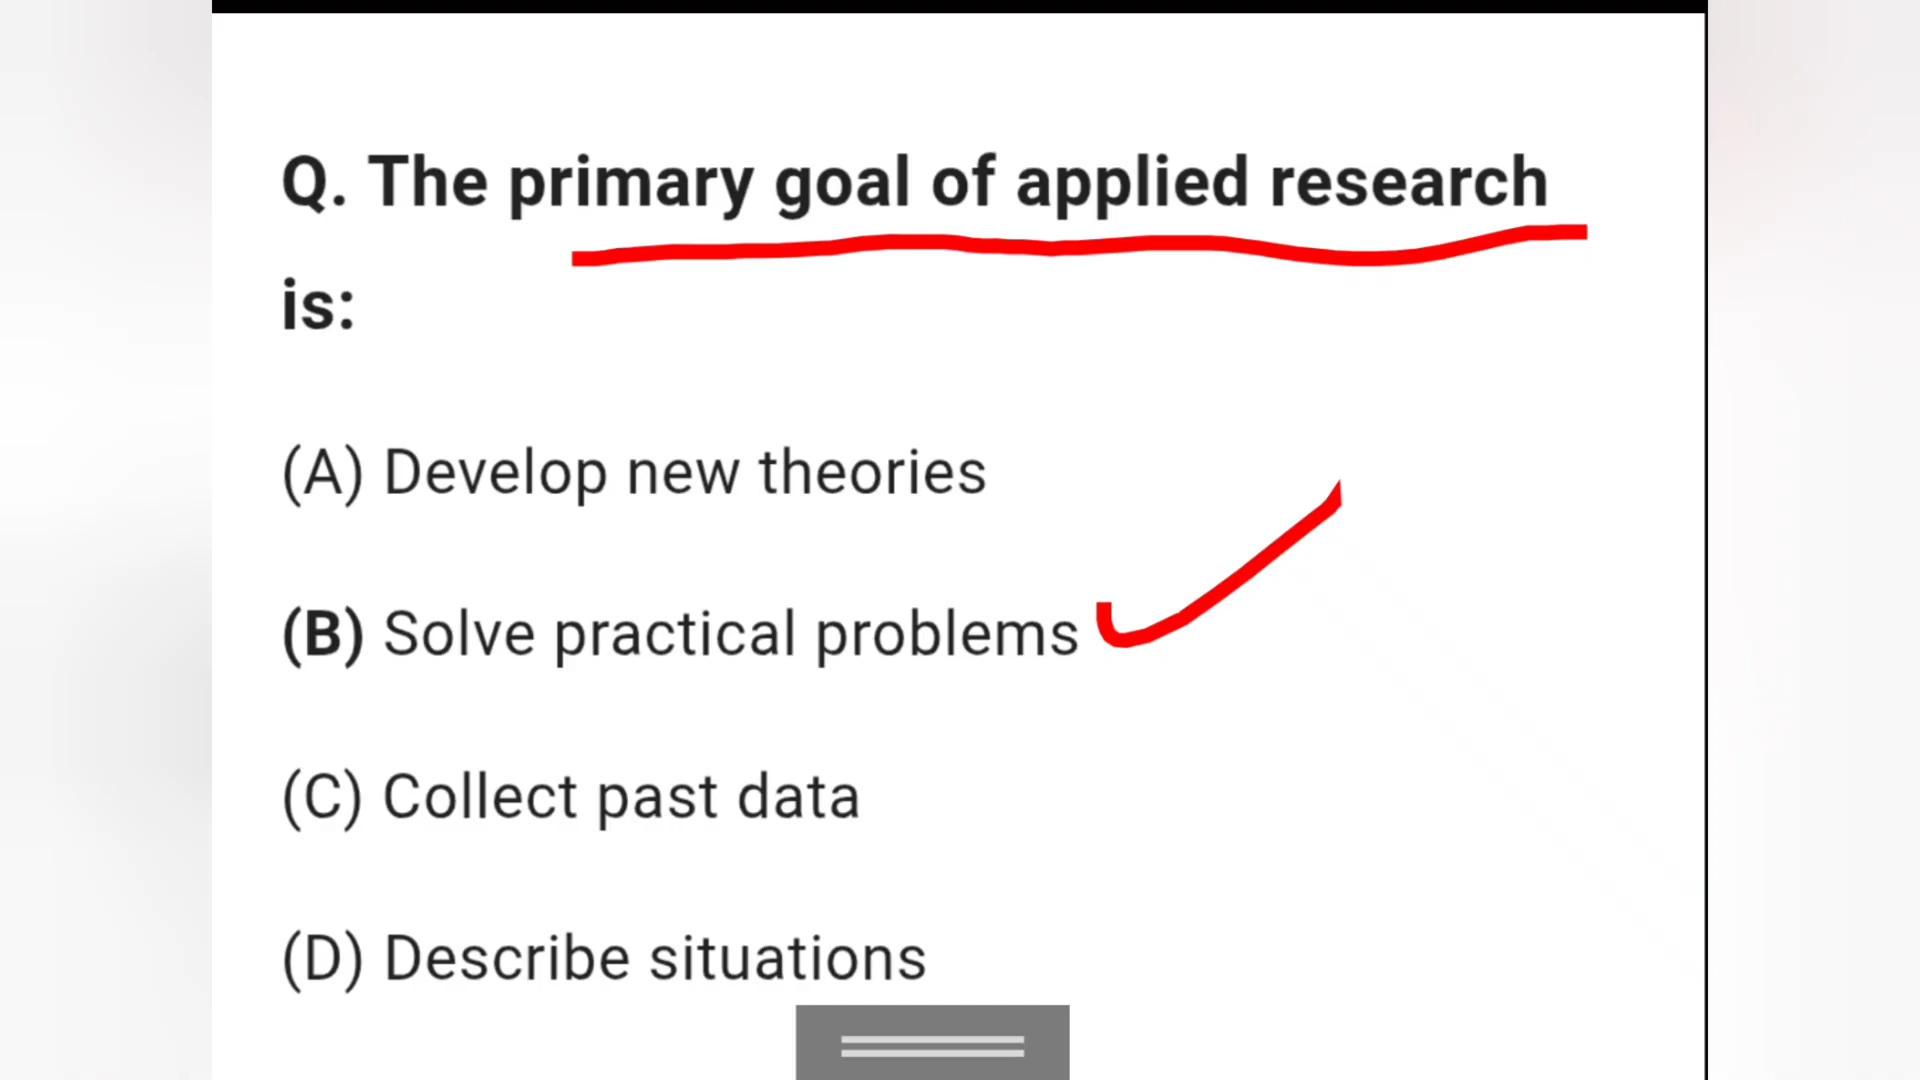 Q. The primary goal of applied research
is:
(A) Develop new theories
(B) Solve practical problems
(C) Collect past data
(D) Describe situations